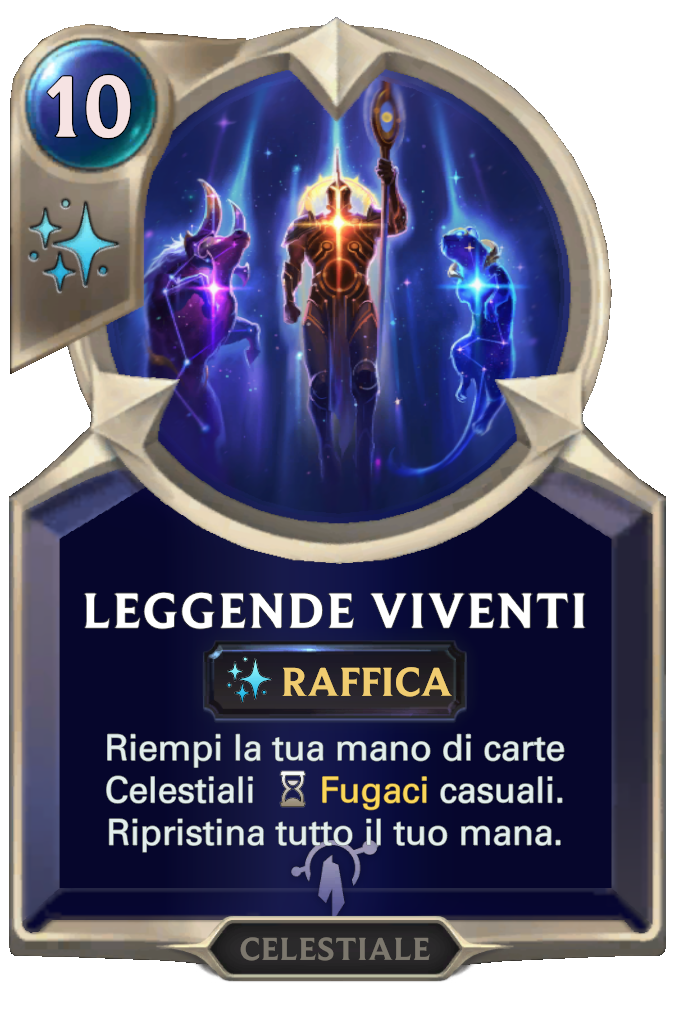 10
LEGGENDE VIVENTI
RAFFICA
Riempi la tua mano di carte
Celestiali Fugaci casuali.
Ripristina tutto il tuo mana.
CELESTIALE